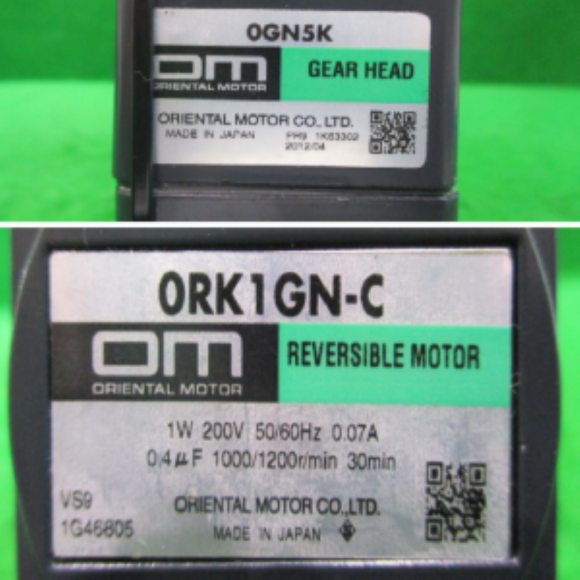 0GN5K
OM
GEAR HEAD
ORIENTAL MOTOR
ORIENTAL MOTOR CO., LTD.
MADE IN JAPAN PR9 1K63302
2012/04
0RK1GN-C
OM
REVERSIBLE MOTOR
ORIENTAL MOTOR
1W 200V 50/60Hz 0.07A
0.4μF 1000/1200r/min 30min
VS9
ORIENTAL MOTOR CO.,LTD.
1G46805
MADE IN JAPAN